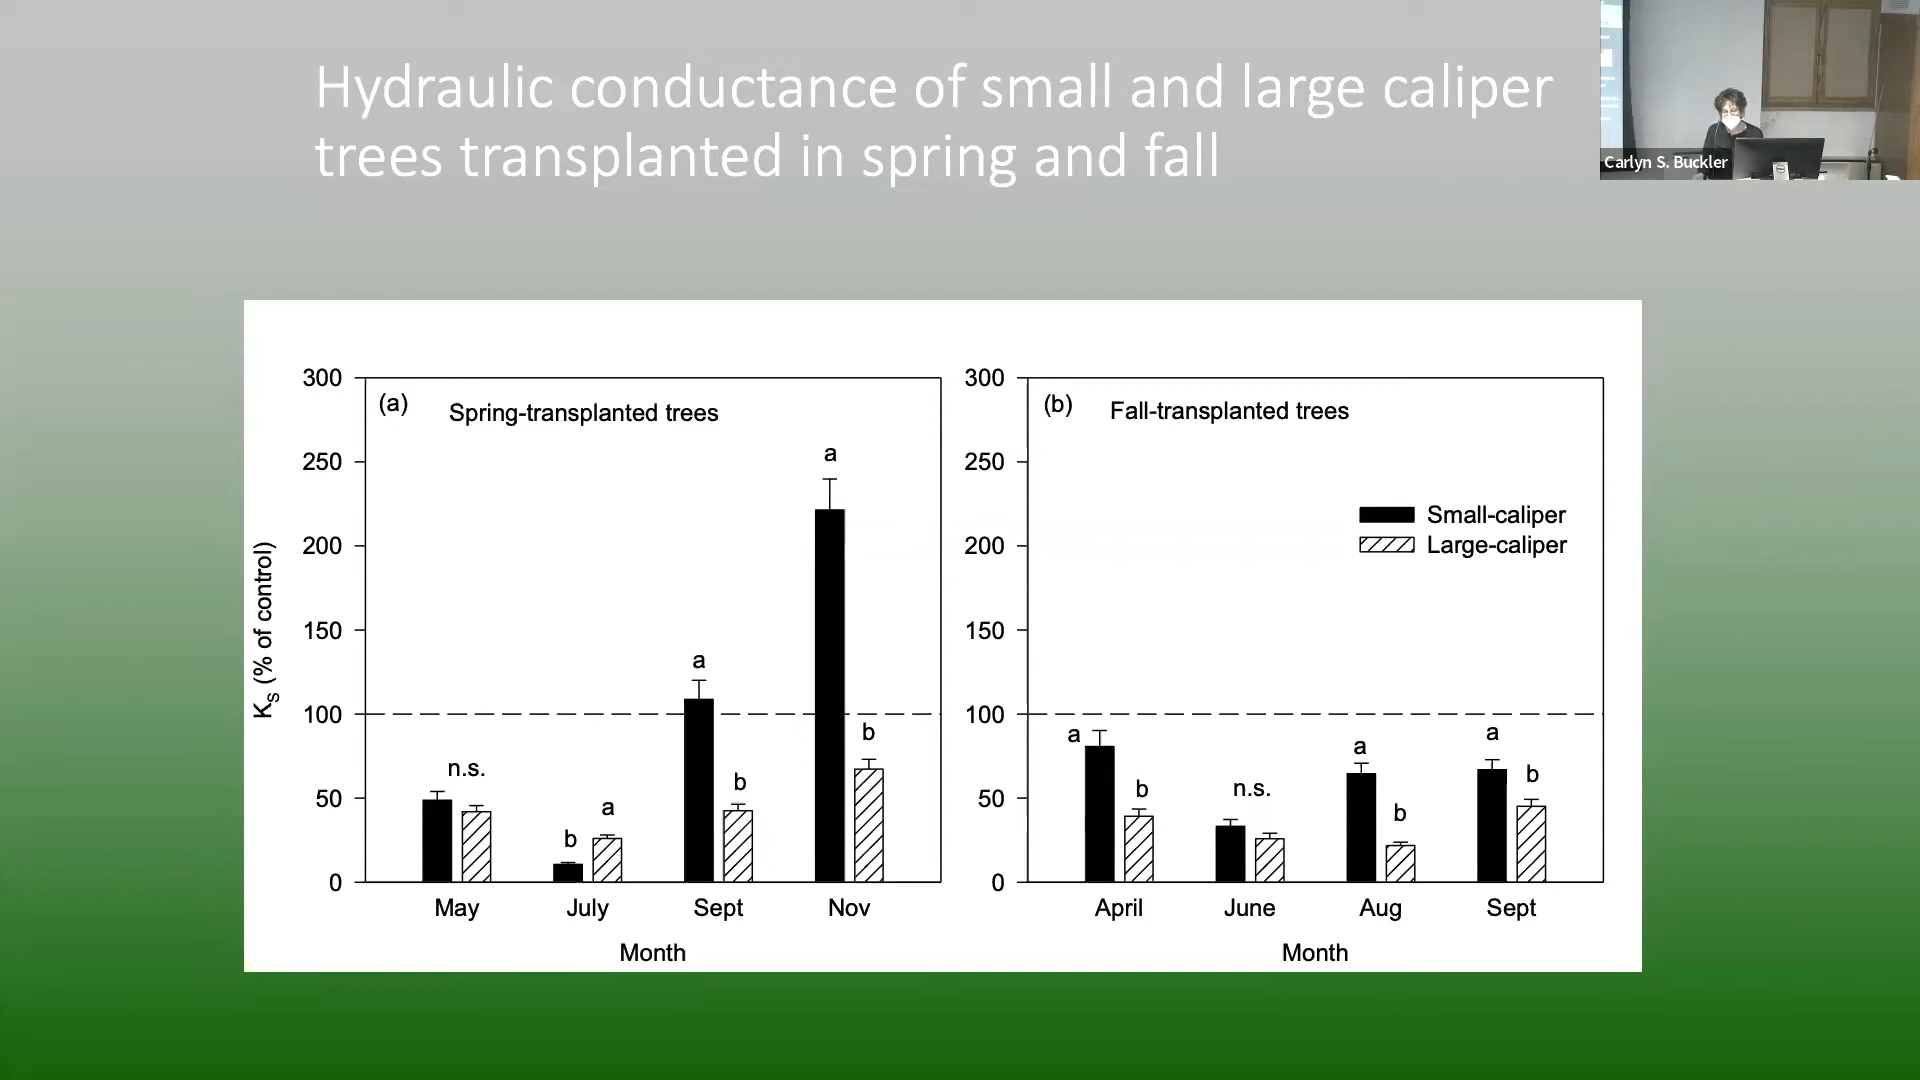 Hydraulic conductance of small and large caliper
trees transplanted in spring and fall
Carlyn S. Buckler
(a) Spring-transplanted trees
300
250
200
150
100
50
0
Ks (% of control)
n.s.
b
a
a
b
a
b
May July Sept Nov
Month
(b) Fall-transplanted trees
300
250
200
150
100
50
0
Small-caliper
Large-caliper
a
b
n.s.
a
b
a
b
April June Aug Sept
Month